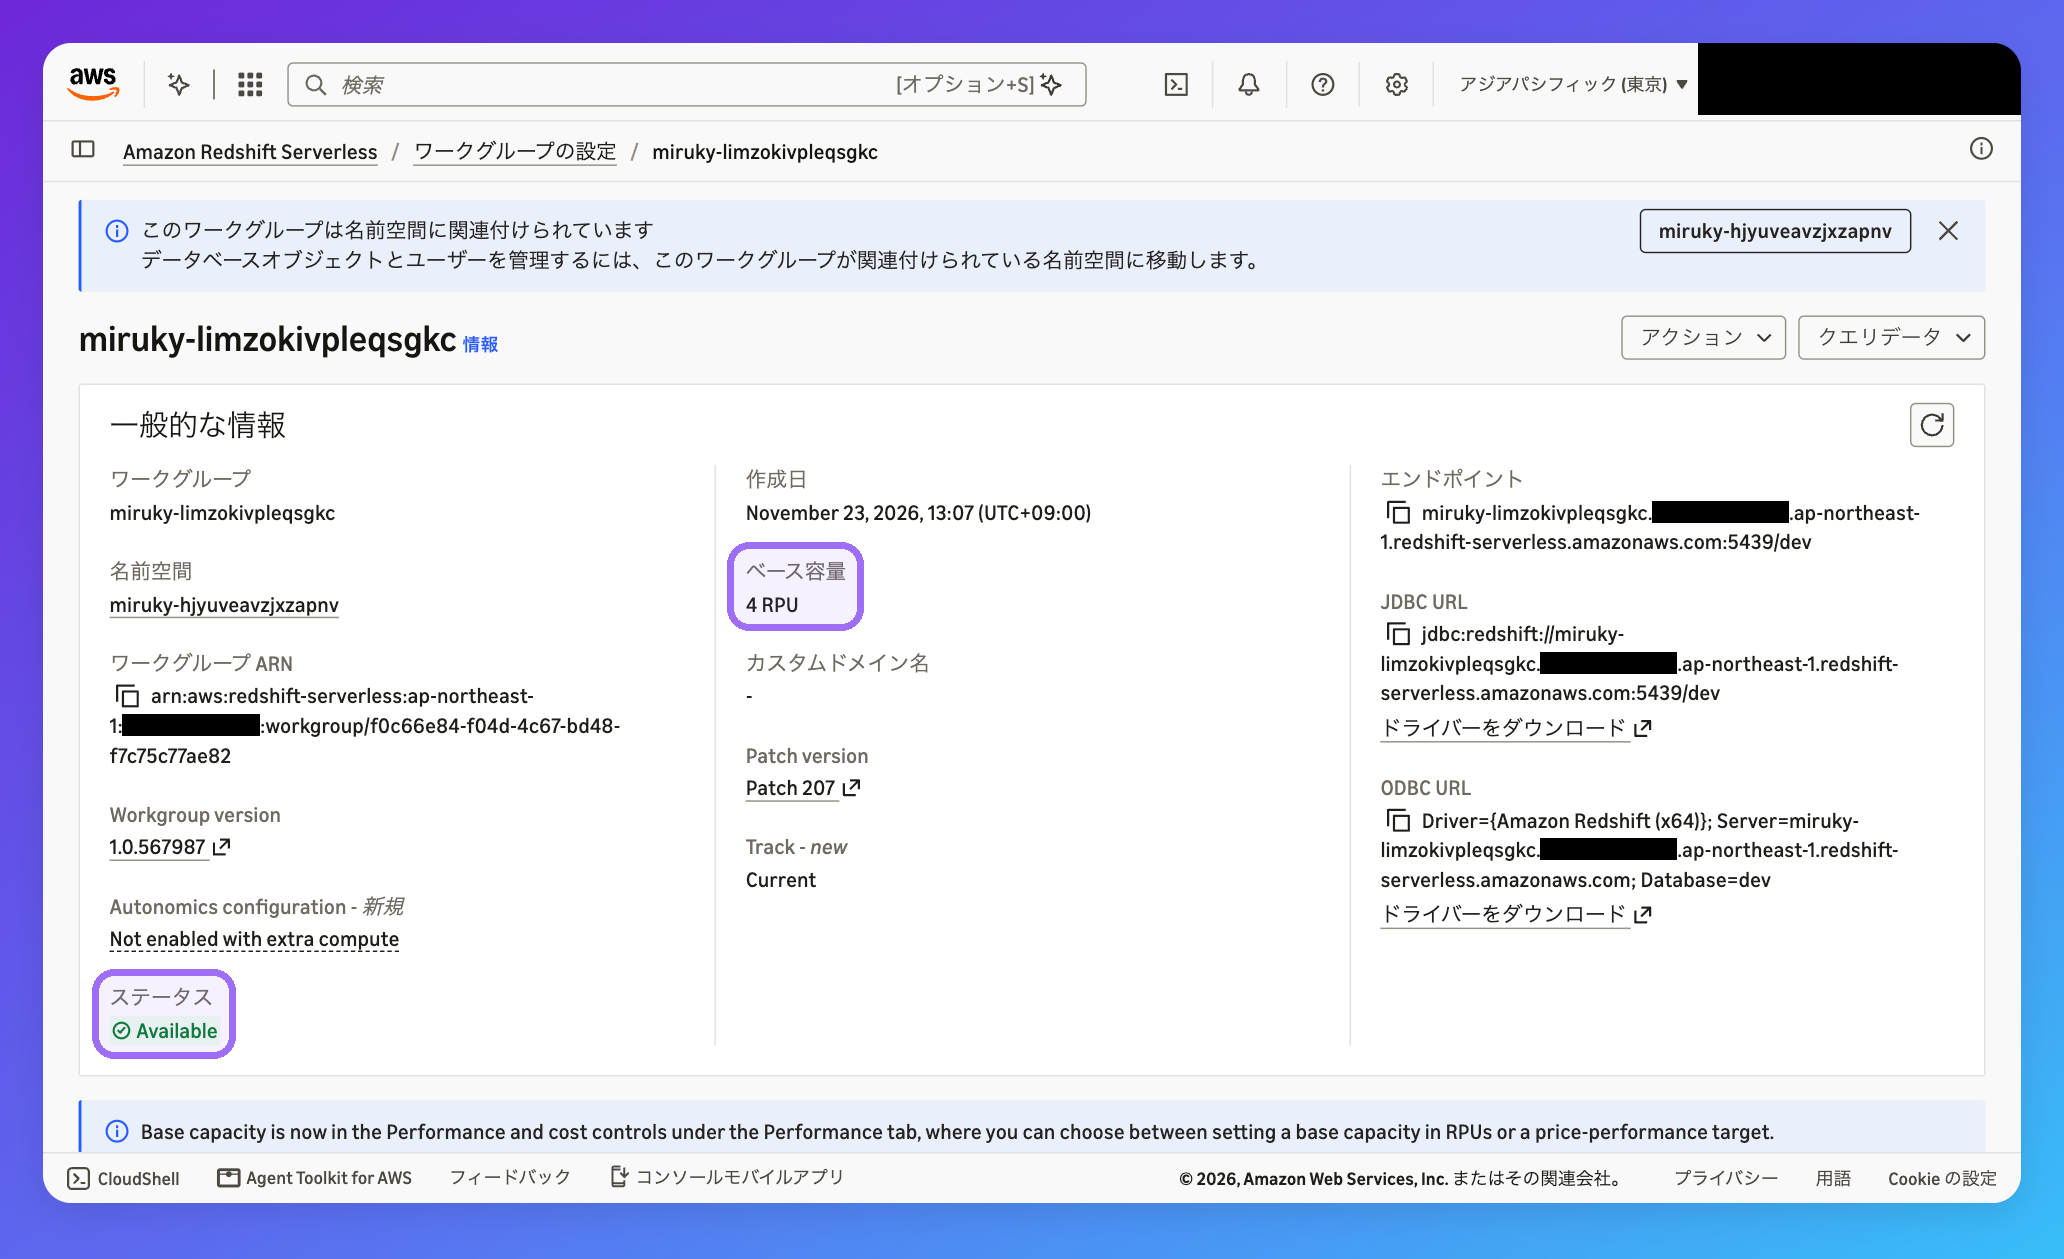 aws
検索
[オプション+S]
アジアパシフィック (東京) ▼
Amazon Redshift Serverless / ワークグループの設定 / miruky-limzokivpleqsgkc
このワークグループは名前空間に関連付けられています
データベースオブジェクトとユーザーを管理するには、このワークグループが関連付けられている名前空間に移動します。
miruky-hjyuveavzjxzapnv
miruky-limzokivpleqsgkc 情報
アクション
クエリデータ
一般的な情報
ワークグループ
miruky-limzokivpleqsgkc
名前空間
miruky-hjyuveavzjxzapnv
ワークグループ ARN
arn:aws:redshift-serverless:ap-northeast-
1:
:workgroup/f0c66e84-f04d-4c67-bd48-
f7c75c77ae82
Workgroup version
1.0.567987
Autonomics configuration - 新規
Not enabled with extra compute
ステータス
Available
作成日
November 23, 2026, 13:07 (UTC+09:00)
ベース容量
4 RPU
カスタムドメイン名
-
Patch version
Patch 207
Track - new
Current
エンドポイント
miruky-limzokivpleqsgkc.
.ap-northeast-
1.redshift-serverless.amazonaws.com:5439/dev
JDBC URL
jdbc:redshift://miruky-
limzokivpleqsgkc.
.ap-northeast-1.redshift-
serverless.amazonaws.com:5439/dev
ドライバーをダウンロード
ODBC URL
Driver={Amazon Redshift (x64)}; Server=miruky-
limzokivpleqsgkc.
.ap-northeast-1.redshift-
serverless.amazonaws.com; Database=dev
ドライバーをダウンロード
Base capacity is now in the Performance and cost controls under the Performance tab, where you can choose between setting a base capacity in RPUs or a price-performance target.
CloudShell
Agent Toolkit for AWS
フィードバック
コンソールモバイルアプリ
© 2026, Amazon Web Services, Inc. またはその関連会社。
プライバシー
用語
Cookie の設定